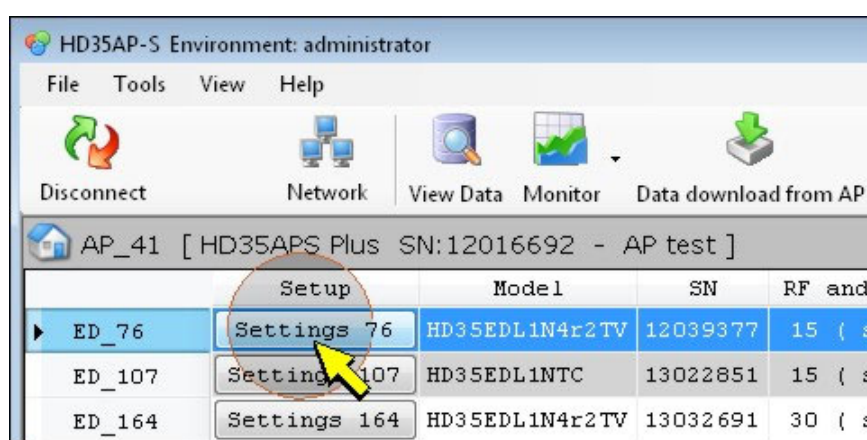 HD35AP-S Environment: administrator
File Tools View Help
Disconnect Network View Data Monitor Data download from AP
AP_41 [ HD35APS Plus SN:12016692 - AP test ]
Setup Model SN RF and
ED_76 Settings 76 HD35EDL1N4r2TV 12039377 15 (
ED_107 Settings 107 HD35EDL1NTC 13022851 15 (
ED_164 Settings 164 HD35EDL1N4r2TV 13032691 30 (